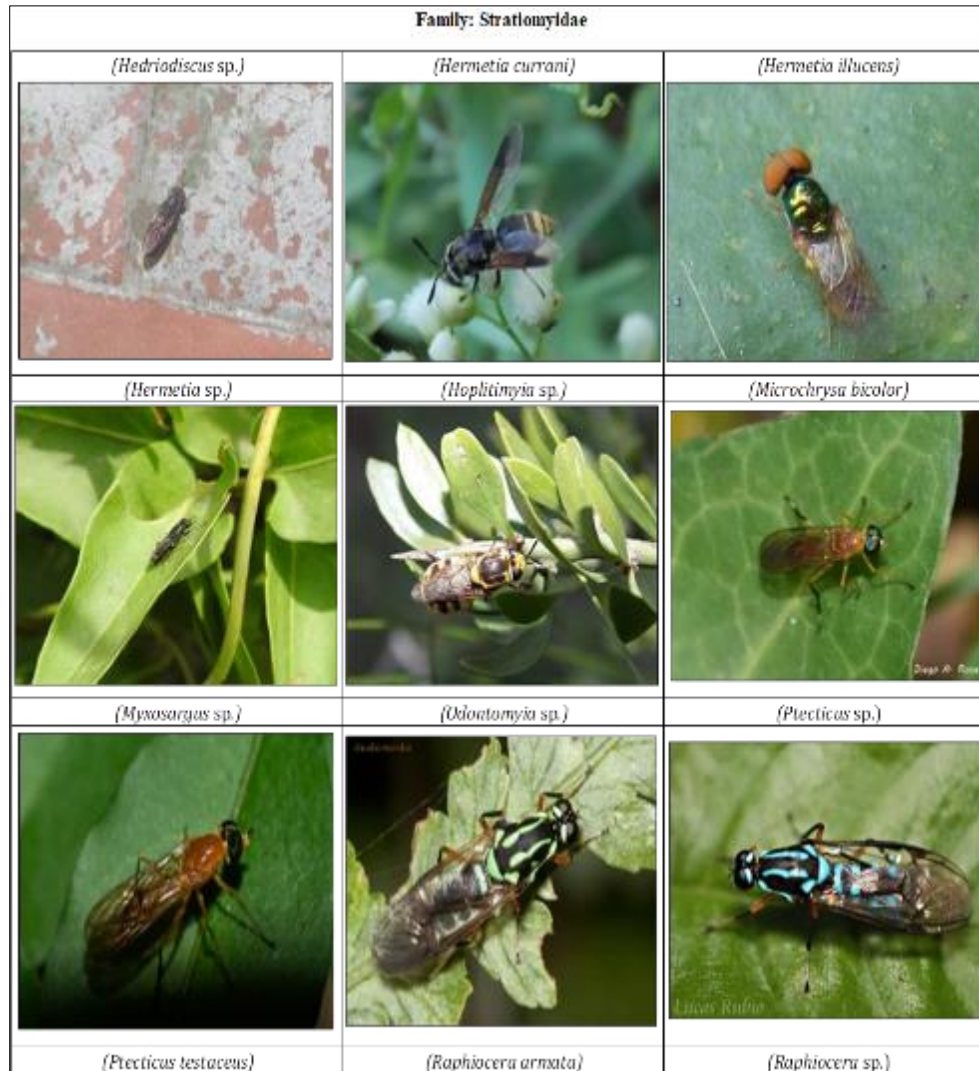 Family: Stratiomyidae
(Hedriodiscus sp.) (Hermetia currani) (Hermetia illucens)
(Hermetia sp.) (Hoplitimyia sp.) (Microchrysa bicolor)
(Myxosargus sp.) (Odontomyia sp.) (Ptecticus sp.)
Lucas Rubio
(Ptecticus testaceus) (Raphiocera armata) (Raphiocera sp.)